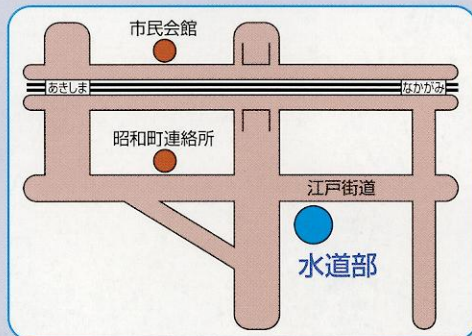 市民会館
あきしま
なかがみ
昭和町連絡所
江戸街道
水道部